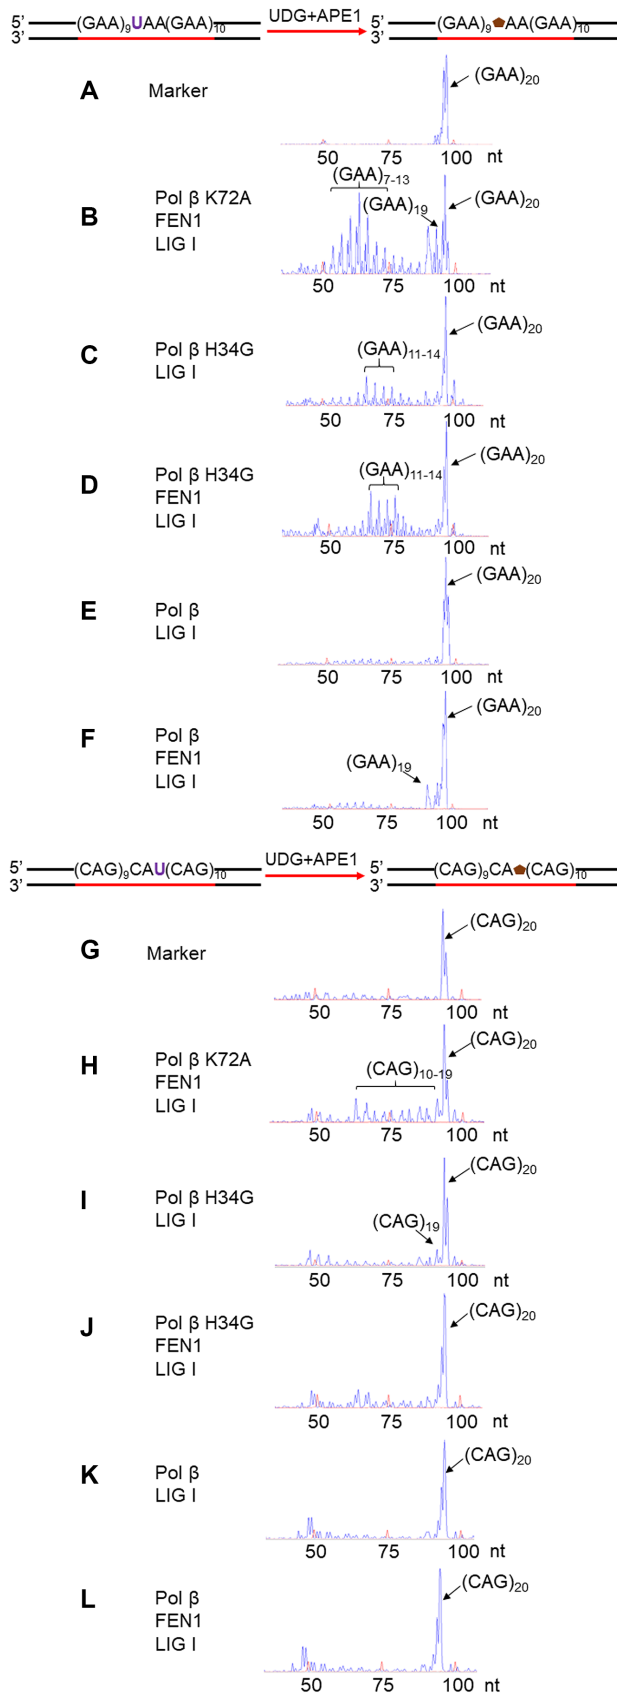 5’ (GAA)9UAA(GAA)10 UDG+APE1 5’ (GAA)9 AA(GAA)10
3’ 3’
A Marker (GAA)20
50 75 100 nt
B Pol β K72A (GAA)7-13 (GAA)19 (GAA)20
FEN1
LIG I
50 75 100 nt
C Pol β H34G (GAA)11-14 (GAA)20
LIG I
50 75 100 nt
D Pol β H34G (GAA)11-14 (GAA)20
FEN1
LIG I
50 75 100 nt
E Pol β (GAA)20
LIG I
50 75 100 nt
F Pol β (GAA)20
FEN1 (GAA)19
LIG I
50 75 100 nt
5’ (CAG)9CAU(CAG)10 UDG+APE1 5’ (CAG)9CA (CAG)10
3’ 3’
G Marker (CAG)20
50 75 100 nt
H Pol β K72A (CAG)10-19 (CAG)20
FEN1
LIG I
50 75 100 nt
I Pol β H34G (CAG)20
LIG I (CAG)19
50 75 100 nt
J Pol β H34G (CAG)20
FEN1
LIG I
50 75 100 nt
K Pol β (CAG)20
LIG I
50 75 100 nt
L Pol β (CAG)20
FEN1
LIG I
50 75 100 nt